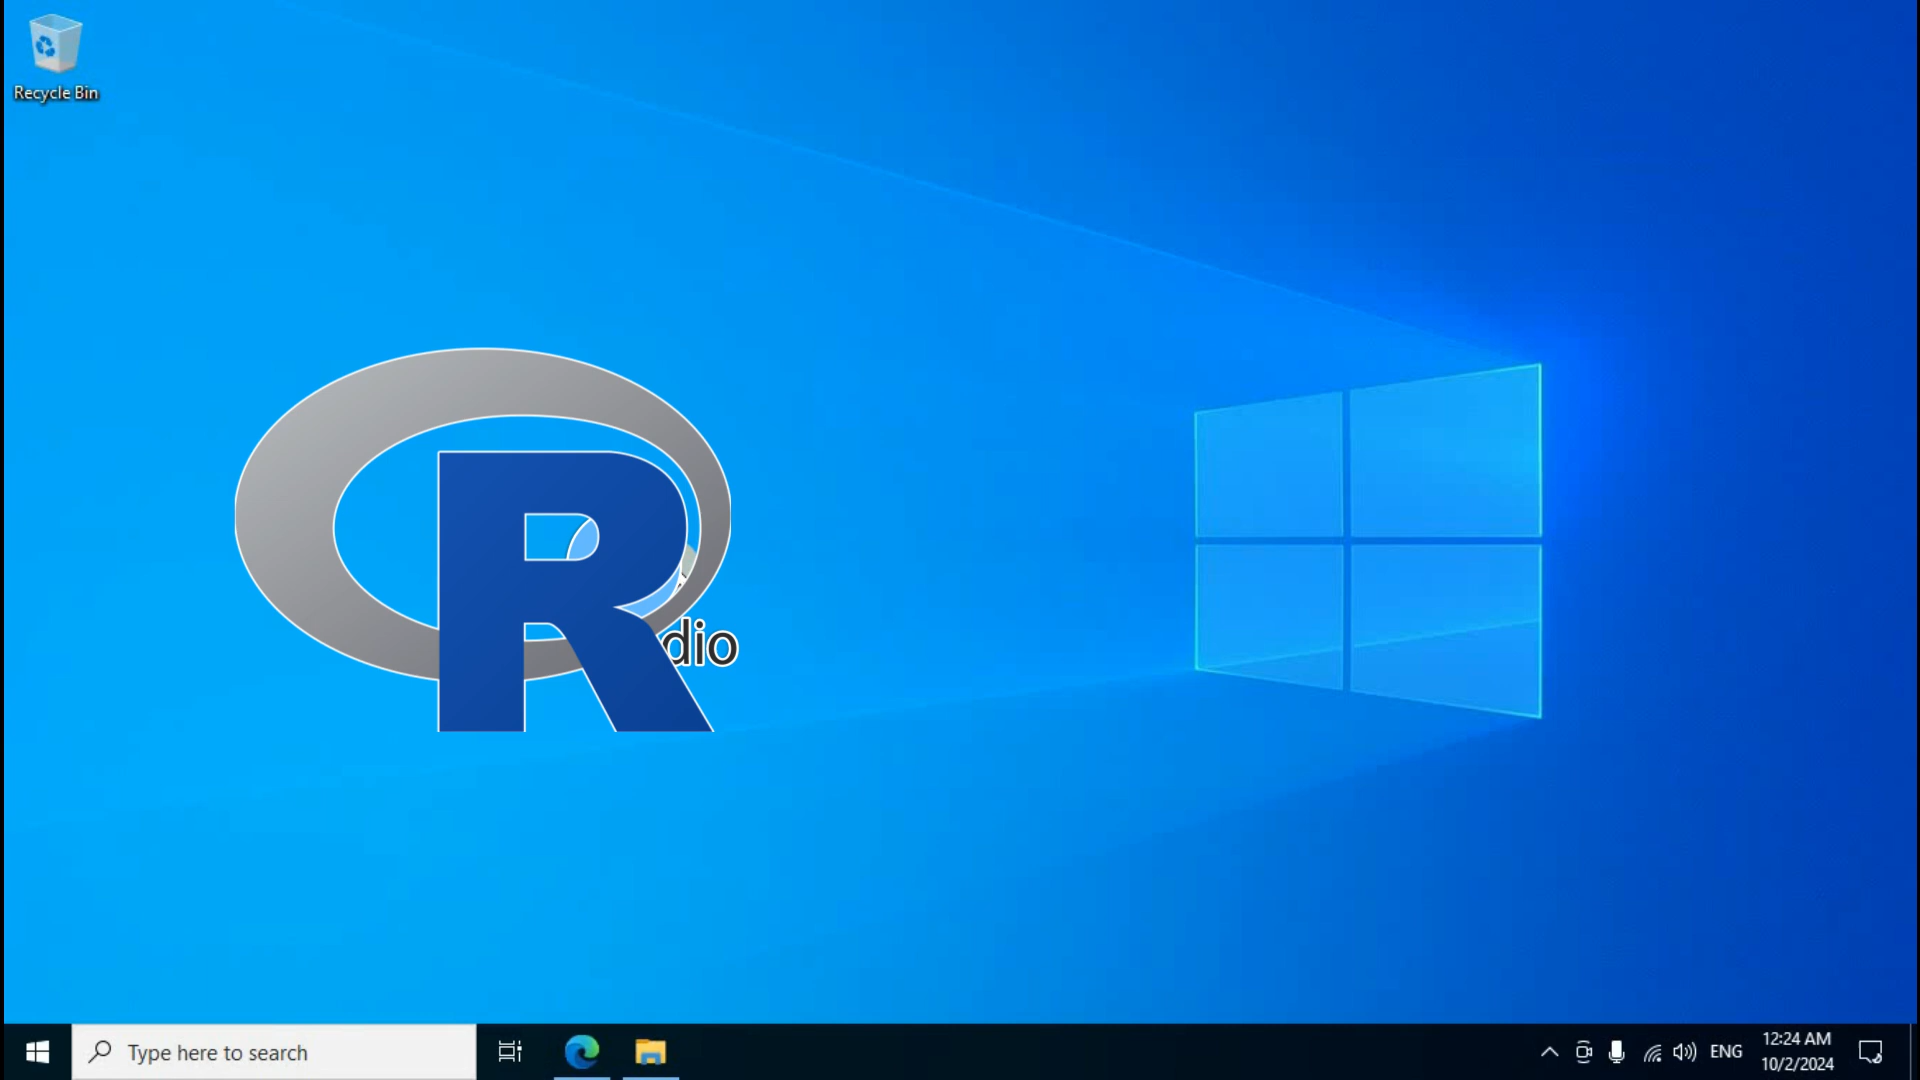 Recycle Bin
R
dio
Type here to search
ENG
12:24 AM
10/2/2024